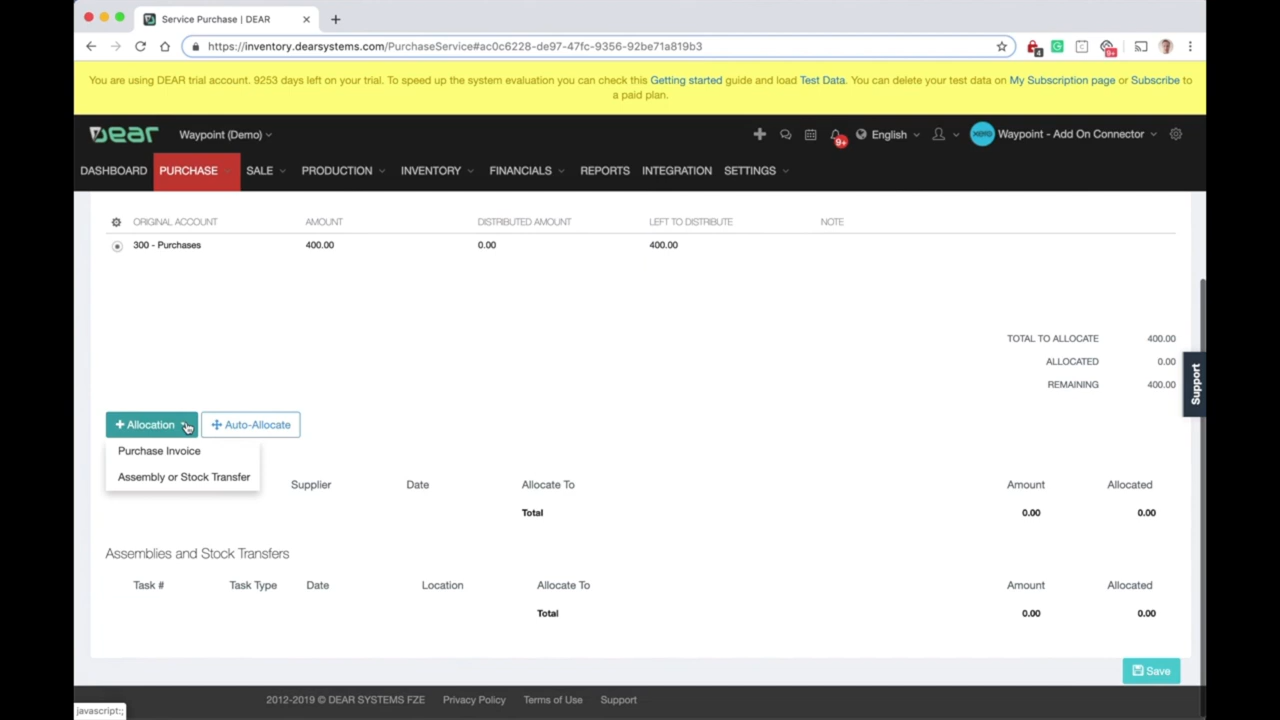 Service Purchase | DEAR
https://inventory.dearsystems.com/PurchaseService#ac0c6228-de97-47fc-9356-92be71a819b3
4
9+
You are using DEAR trial account. 9253 days left on your trial. To speed up the system evaluation you can check this Getting started guide and load Test Data. You can delete your test data on My Subscription page or Subscribe to
a paid plan.
DEAR
Waypoint (Demo)
9+
English
xero
Waypoint - Add On Connector
DASHBOARD PURCHASE SALE PRODUCTION INVENTORY FINANCIALS REPORTS INTEGRATION SETTINGS
ORIGINAL ACCOUNT AMOUNT DISTRIBUTED AMOUNT LEFT TO DISTRIBUTE NOTE
300 - Purchases 400.00 0.00 400.00
TOTAL TO ALLOCATE 400.00
ALLOCATED 0.00
REMAINING 400.00
Support
+ Allocation Auto-Allocate
Purchase Invoice
Assembly or Stock Transfer
Supplier Date Allocate To Amount Allocated
Total 0.00 0.00
Assemblies and Stock Transfers
Task # Task Type Date Location Allocate To Amount Allocated
Total 0.00 0.00
Save
2012-2019 © DEAR SYSTEMS FZE Privacy Policy Terms of Use Support
javascript:;